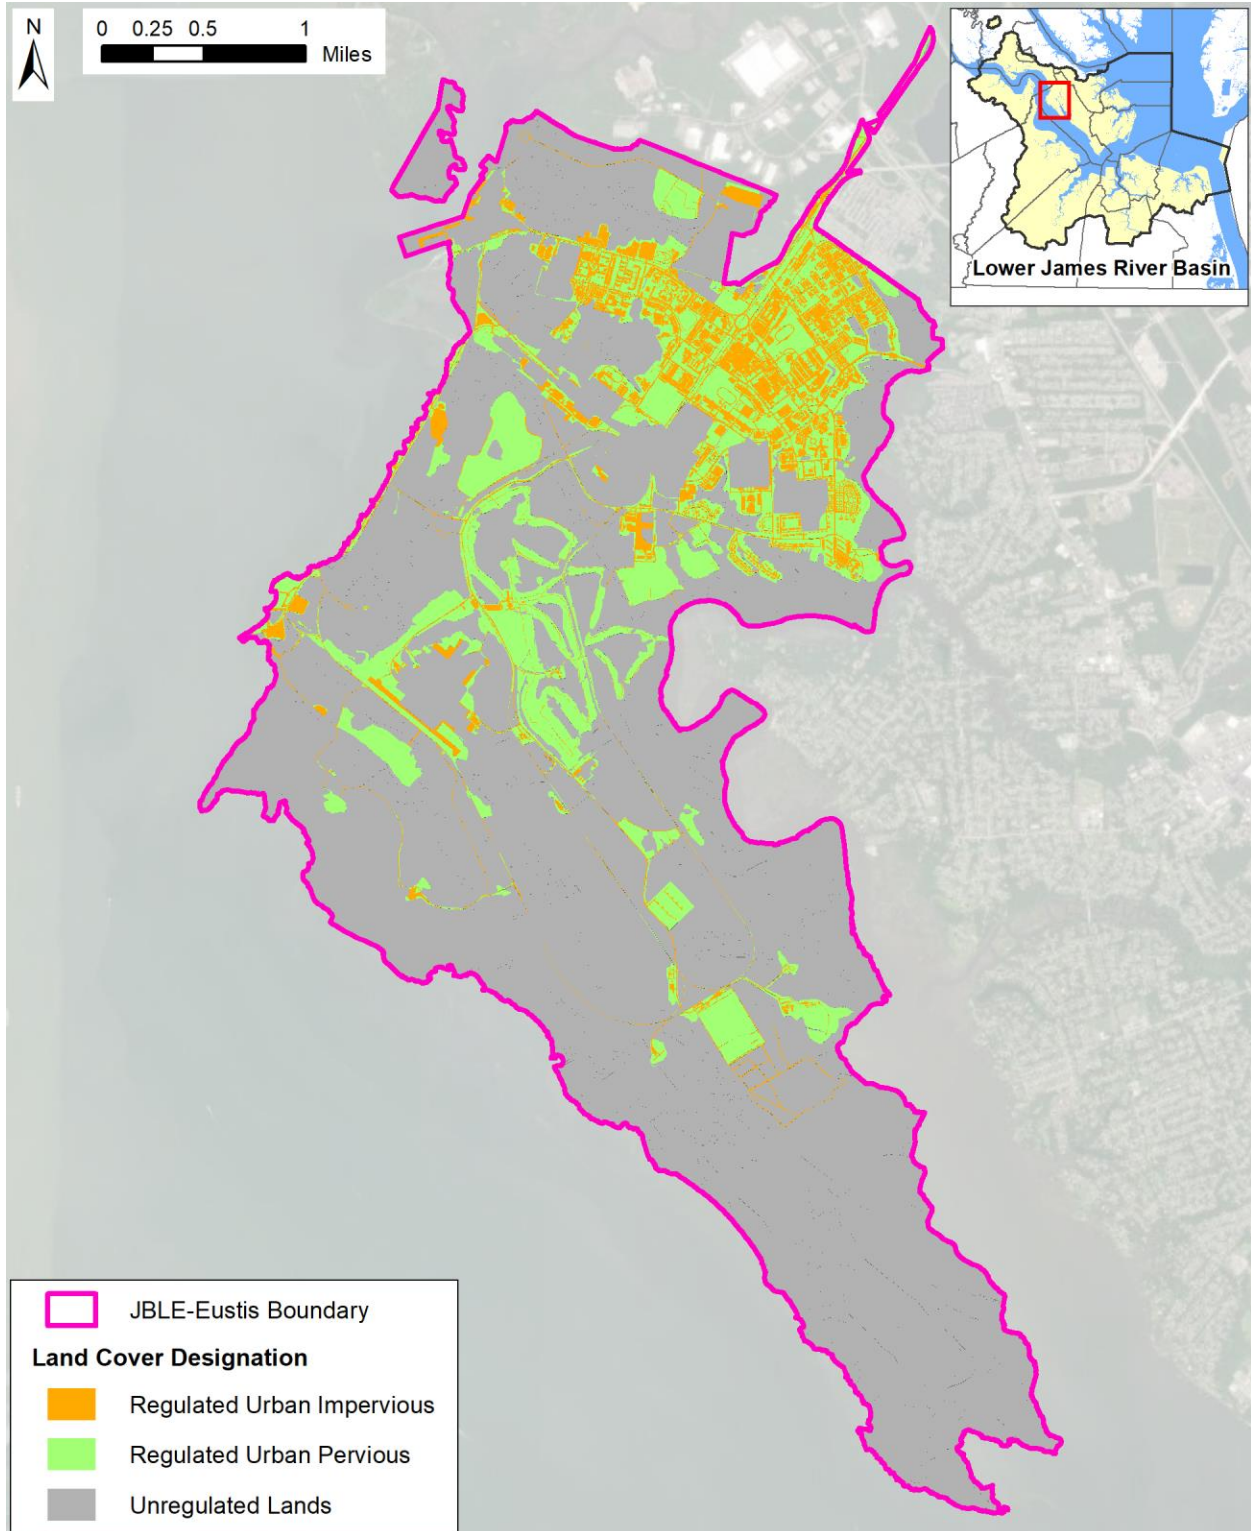 N
0 0.25 0.5 1
Miles
Lower James River Basin
JBLE-Eustis Boundary
Land Cover Designation
Regulated Urban Impervious
Regulated Urban Pervious
Unregulated Lands